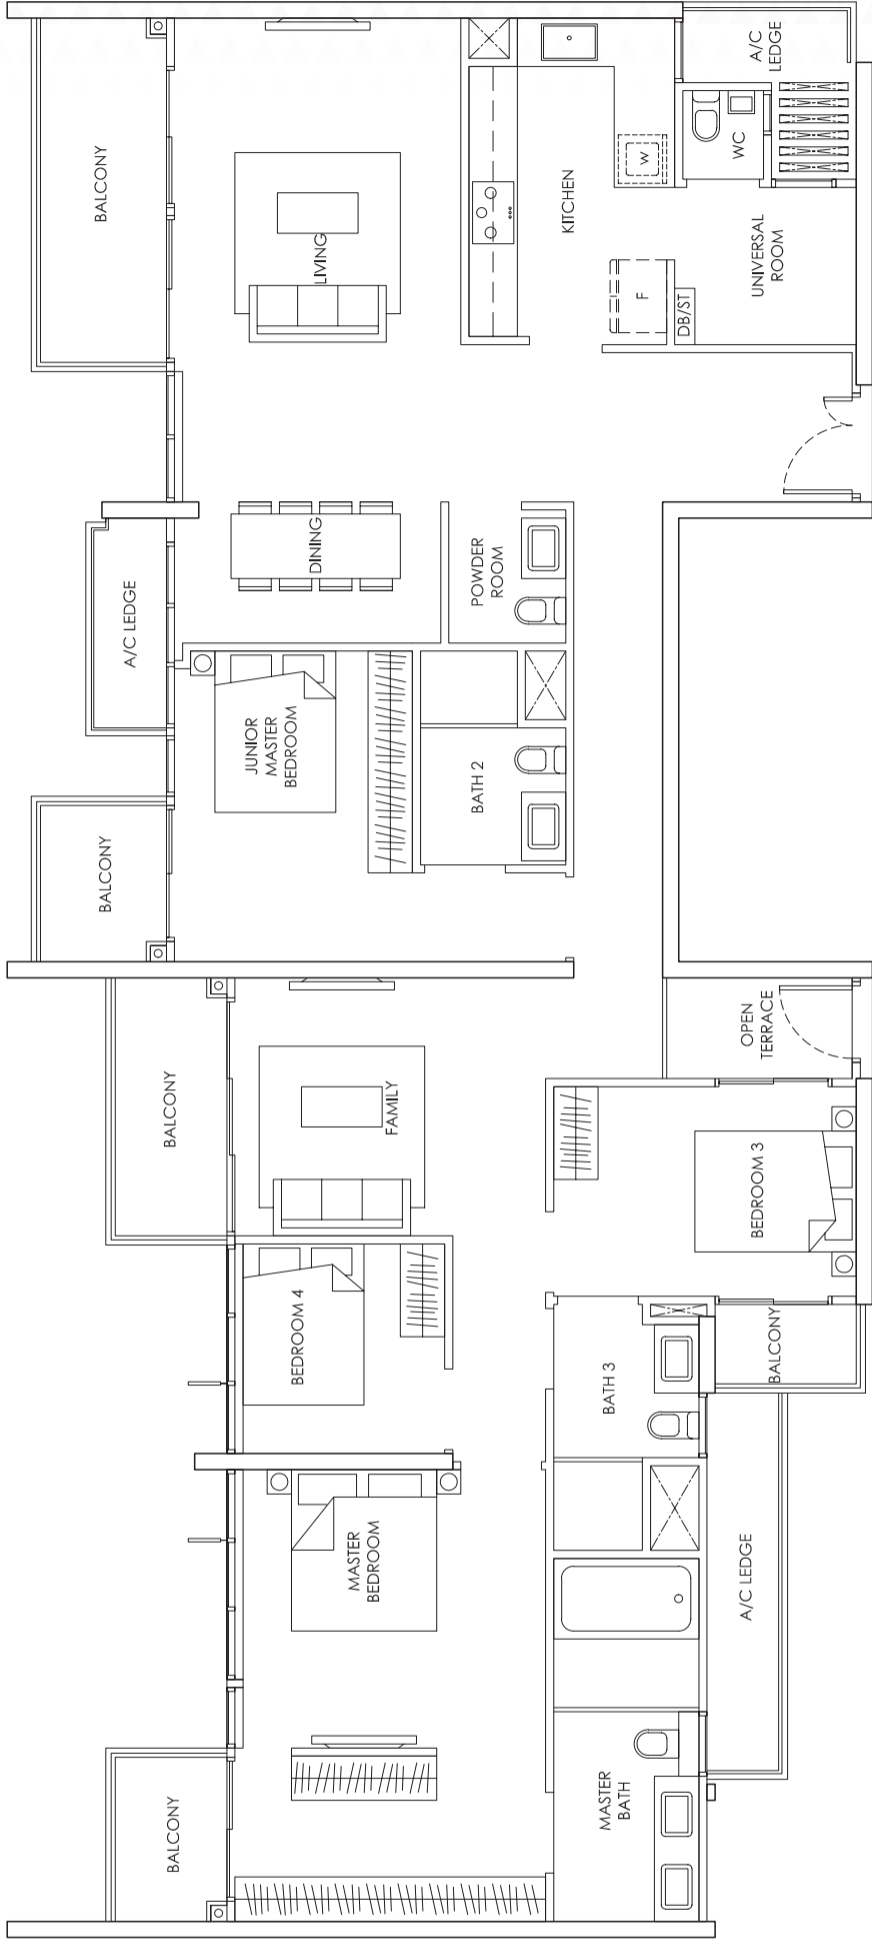 BALCONY
LIVING
KITCHEN
W
F
DB/ST
A/C
LEDGE
WC
UNIVERSAL
ROOM
A/C LEDGE
DINING
POWDER
ROOM
JUNIOR
MASTER
BEDROOM
BATH 2
BALCONY
BALCONY
FAMILY
OPEN
TERRACE
BEDROOM 3
BEDROOM 4
BATH 3
BALCONY
MASTER
BEDROOM
A/C LEDGE
BALCONY
MASTER
BATH